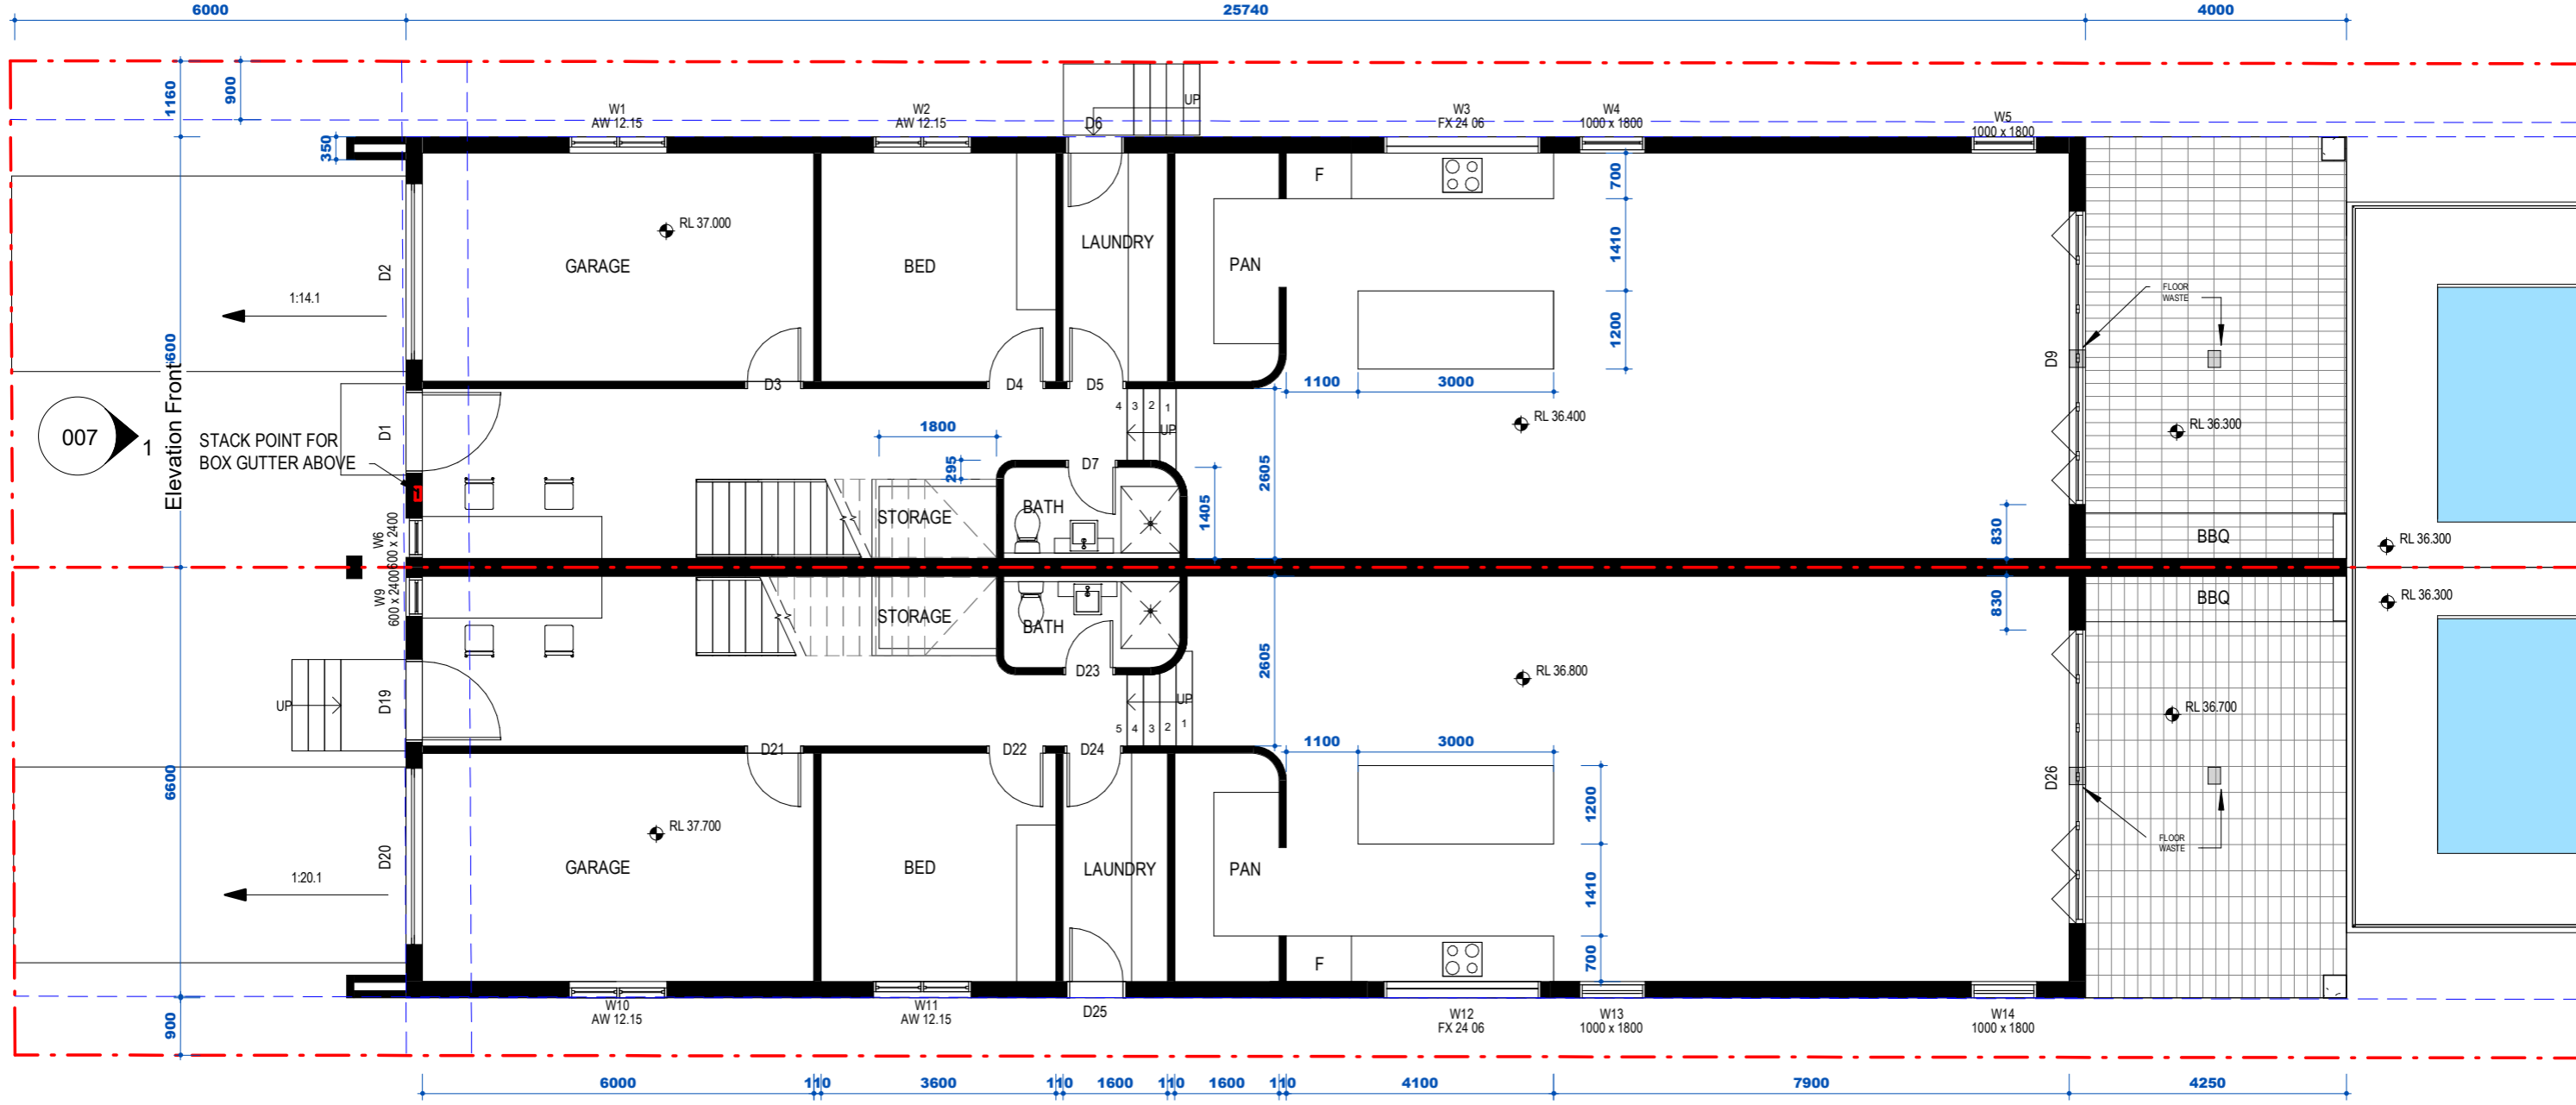 6000
25740
4000
1160
900
350
W1
AW 12.15
W2
AW 12.15
UP
D6
W3
FX 24 06
W4
1000 x 1800
W5
1000 x 1800
RL 37.000
GARAGE
BED
LAUNDRY
PAN
F
700
1410
1200
D2
1:14.1
FLOOR
WASTE
D9
6600
Elevation Front
007
1
STACK POINT FOR
BOX GUTTER ABOVE
D1
D3
D4
D5
4
3
2
1
UP
1100
3000
RL 36.400
RL 36.300
1800
295
D7
BATH
STORAGE
1405
2605
830
BBQ
RL 36.300
W6
600 x 2400
W9
600 x 2400
STORAGE
BATH
D23
2605
830
BBQ
RL 36.300
RL 36.800
RL 36.700
UP
D19
UP
5
4
3
2
1
D21
D22
D24
1100
3000
6600
D20
1:20.1
RL 37.700
GARAGE
BED
LAUNDRY
PAN
F
1200
1410
700
D26
FLOOR
WASTE
900
W10
AW 12.15
W11
AW 12.15
D25
W12
FX 24 06
W13
1000 x 1800
W14
1000 x 1800
6000
110
3600
110
1600
110
1600
110
4100
7900
4250